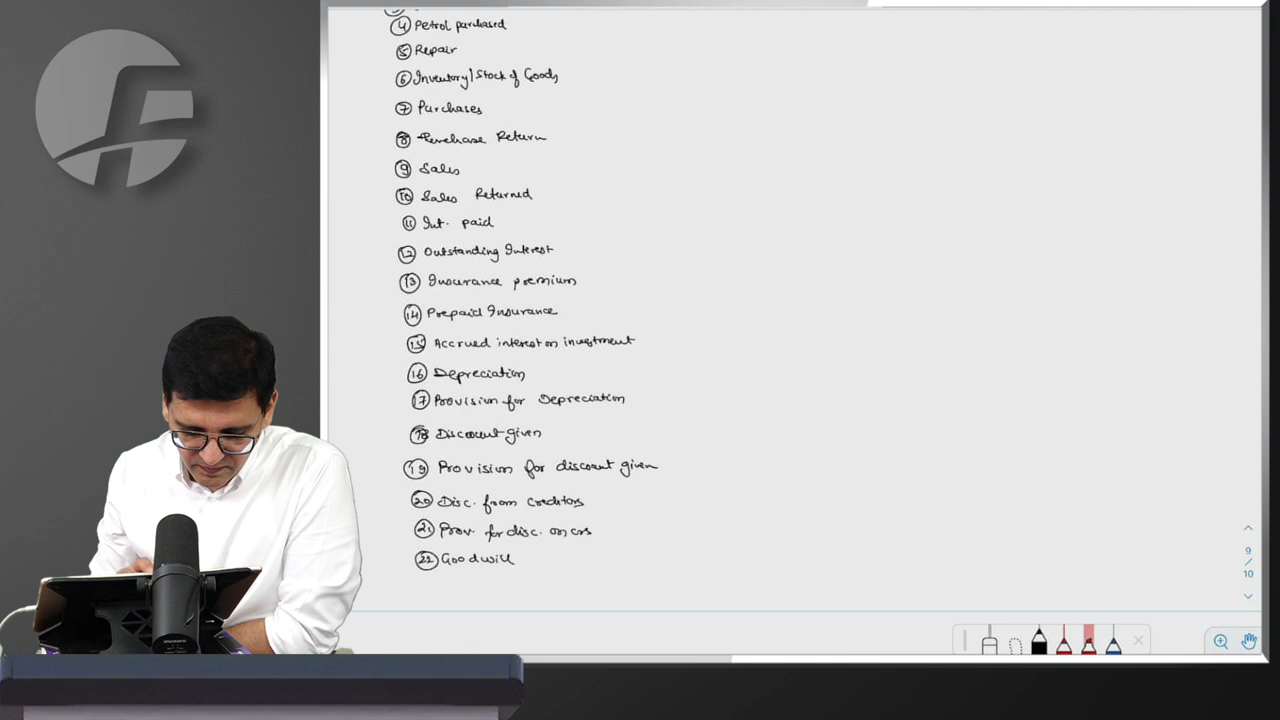 4 Petrol purchased
5 Repair
6 Inventory/Stock of Goods
7 Purchases
8 Purchase Return
9 Sales
10 Sales Returned
11 Int. paid
12 Outstanding Interest
13 Insurance premium
14 Prepaid Insurance
15 Accrued interest on investment
16 Depreciation
17 Provision for Depreciation
18 Discount given
19 Provision for discount given
20 Disc. from creditors
21 Prov. for disc. on crs
22 Goodwill
9
/
10